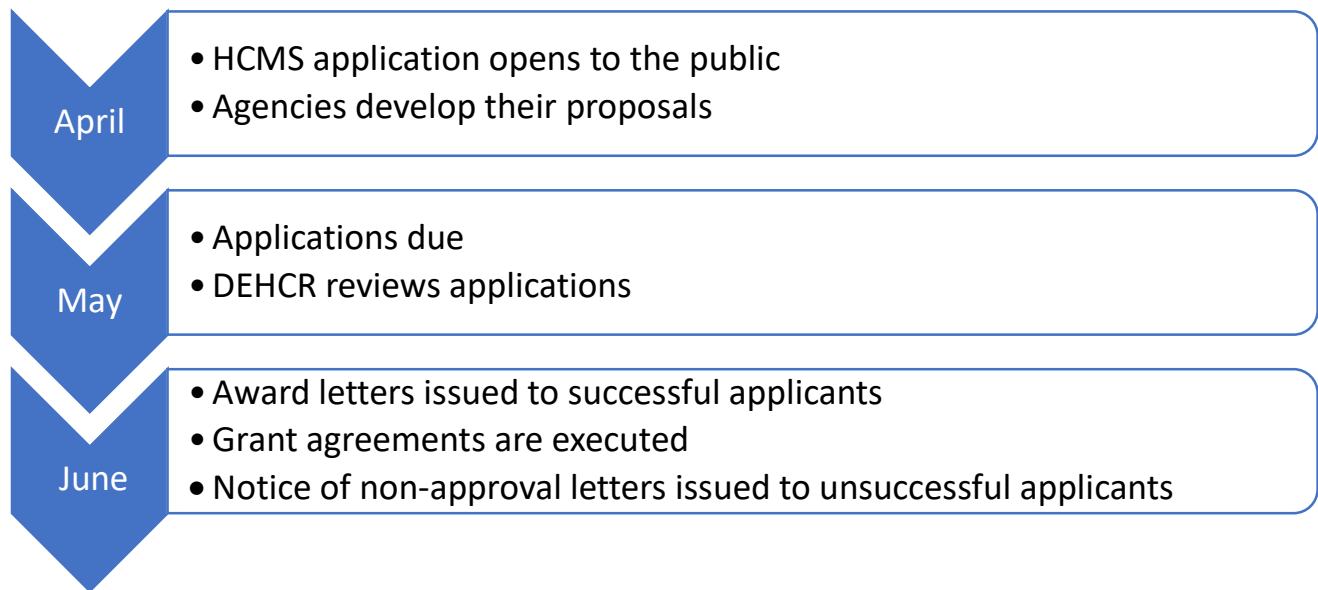 April
• HCMS application opens to the public
• Agencies develop their proposals
May
• Applications due
• DEHCR reviews applications
June
• Award letters issued to successful applicants
• Grant agreements are executed
• Notice of non-approval letters issued to unsuccessful applicants